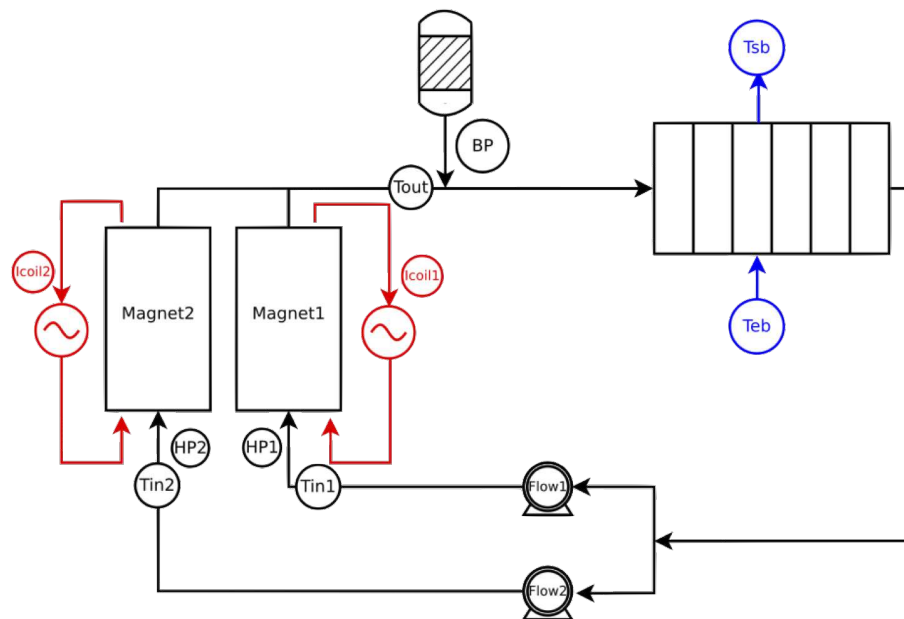 Tsb
BP
Tout
Icoil2
Icoil1
Magnet2
Magnet1
Teb
HP2
HP1
Tin2
Tin1
Flow1
Flow2